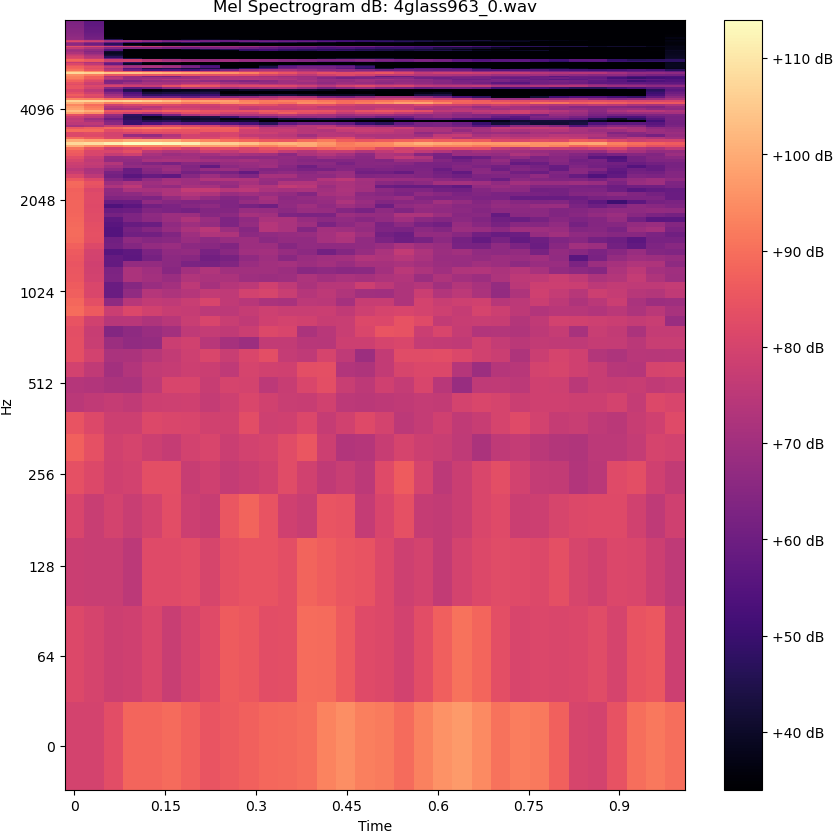 Mel Spectrogram dB: 4glass963_0.wav
+110 dB
4096
+100 dB
2048
+90 dB
1024
+80 dB
512
Hz
+70 dB
256
+60 dB
128
+50 dB
64
+40 dB
0
0 0.15 0.3 0.45 0.6 0.75 0.9
Time